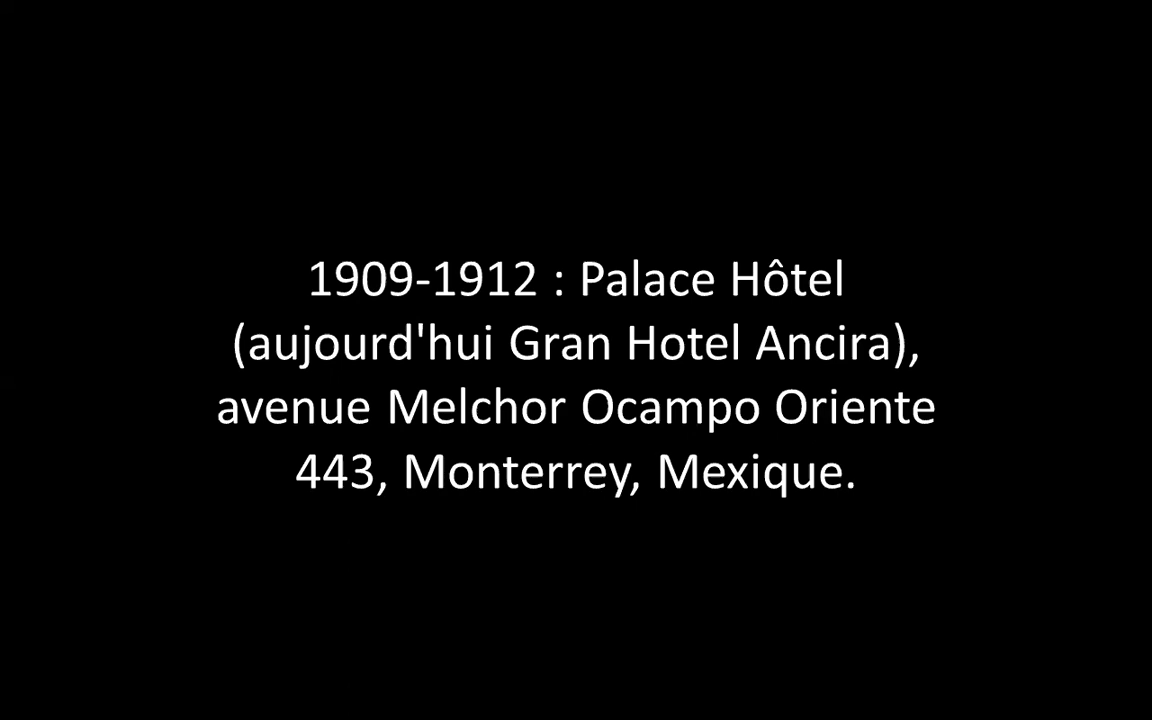 1909-1912 : Palace Hôtel
(aujourd'hui Gran Hotel Ancira),
avenue Melchor Ocampo Oriente
443, Monterrey, Mexique.